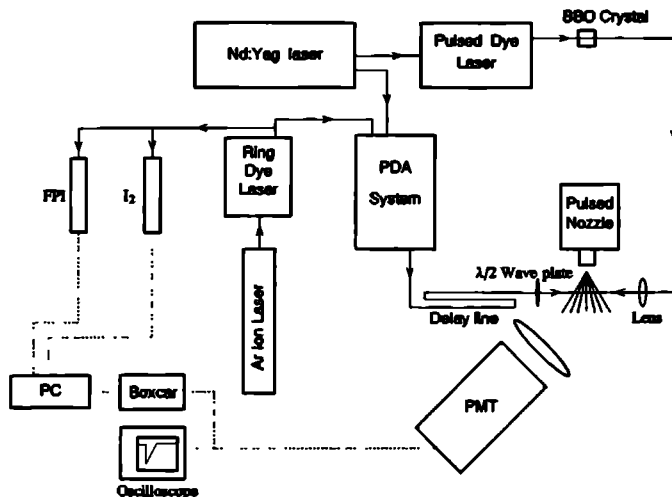 BBO Crystal
Nd:Yag laser
Pulsed Dye
Laser
Ring
Dye
Laser
PDA
System
FPI
I₂
Pulsed
Nozzle
λ/2 Wave plate
Ar Ion Laser
Delay line
Lens
PC
Boxcar
PMT
Oscilloscope